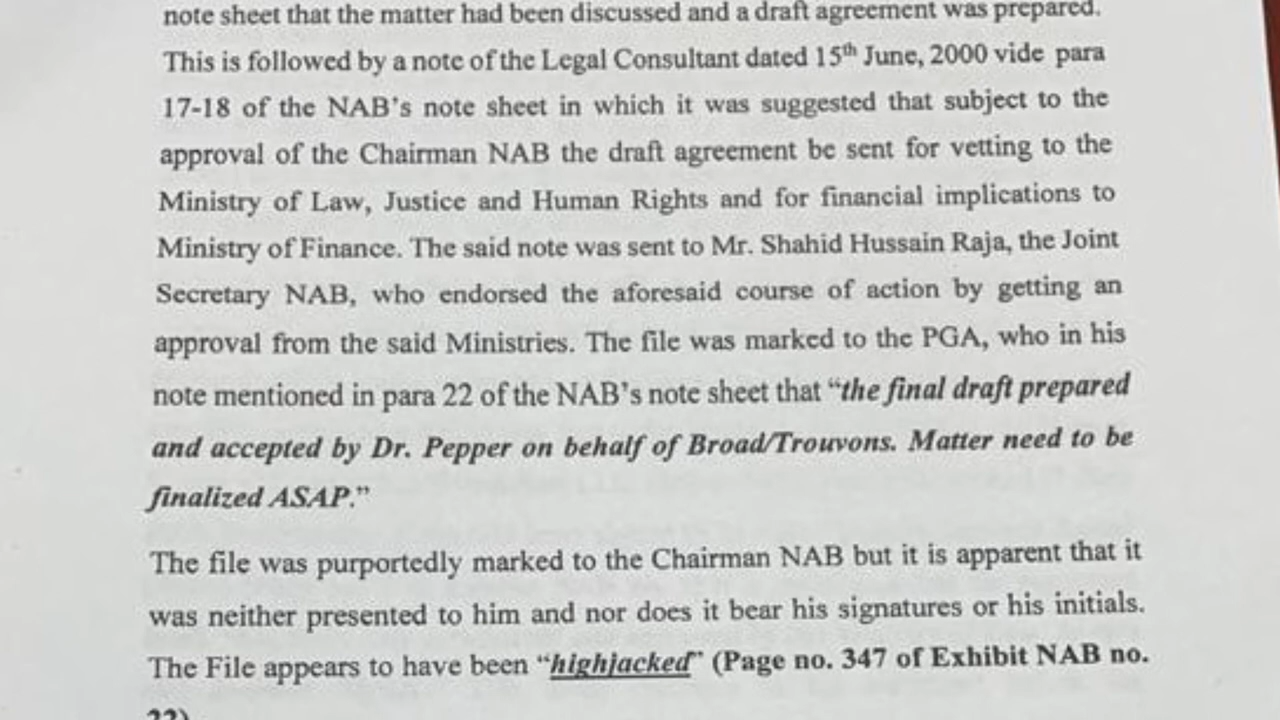 note sheet that the matter had been discussed and a draft agreement was prepared.
This is followed by a note of the Legal Consultant dated 15th June, 2000 vide para
17-18 of the NAB's note sheet in which it was suggested that subject to the
approval of the Chairman NAB the draft agreement be sent for vetting to the
Ministry of Law, Justice and Human Rights and for financial implications to
Ministry of Finance. The said note was sent to Mr. Shahid Hussain Raja, the Joint
Secretary NAB, who endorsed the aforesaid course of action by getting an
approval from the said Ministries. The file was marked to the PGA, who in his
note mentioned in para 22 of the NAB's note sheet that “the final draft prepared
and accepted by Dr. Pepper on behalf of Broad/Trouvons. Matter need to be
finalized ASAP.”
The file was purportedly marked to the Chairman NAB but it is apparent that it
was neither presented to him and nor does it bear his signatures or his initials.
The File appears to have been “highjacked” (Page no. 347 of Exhibit NAB no.
22)